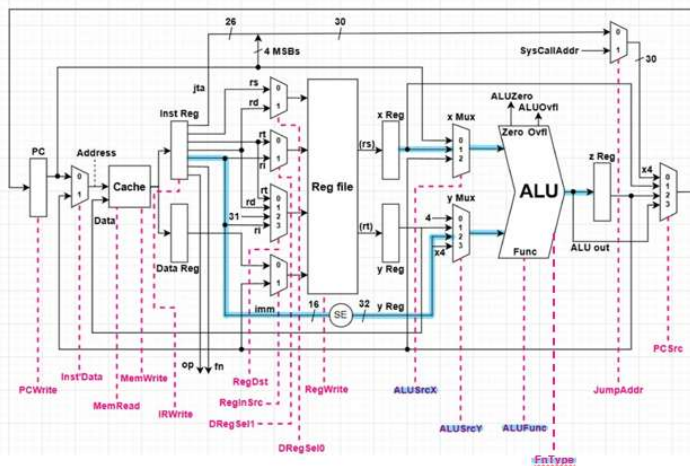 26
30
4 MSBs
SysCallAddr
0
1
30
jta
rs
rd
0
1
Inst Reg
ALUZero
ALUOvfl
PC
Address
rt
ri
0
1
Reg file
(rs)
x Reg
x Mux
0
1
2
Zero Ovfl
z Reg
x4
0
1
2
3
0
1
Cache
Data
rt
rd
31
ri
0
1
2
3
ALU
y Mux
4
0
1
2
3
x4
(rt)
Data Reg
0
1
y Reg
Func
ALU out
imm
16
SE
32
y Reg
op
fn
PCWrite
Inst'Data
MemRead
MemWrite
IRWrite
RegDst
RegInSrc
DRegSel1
DRegSel0
RegWrite
ALUSrcX
ALUSrcY
ALUFunc
FnType
JumpAddr
PCSrc